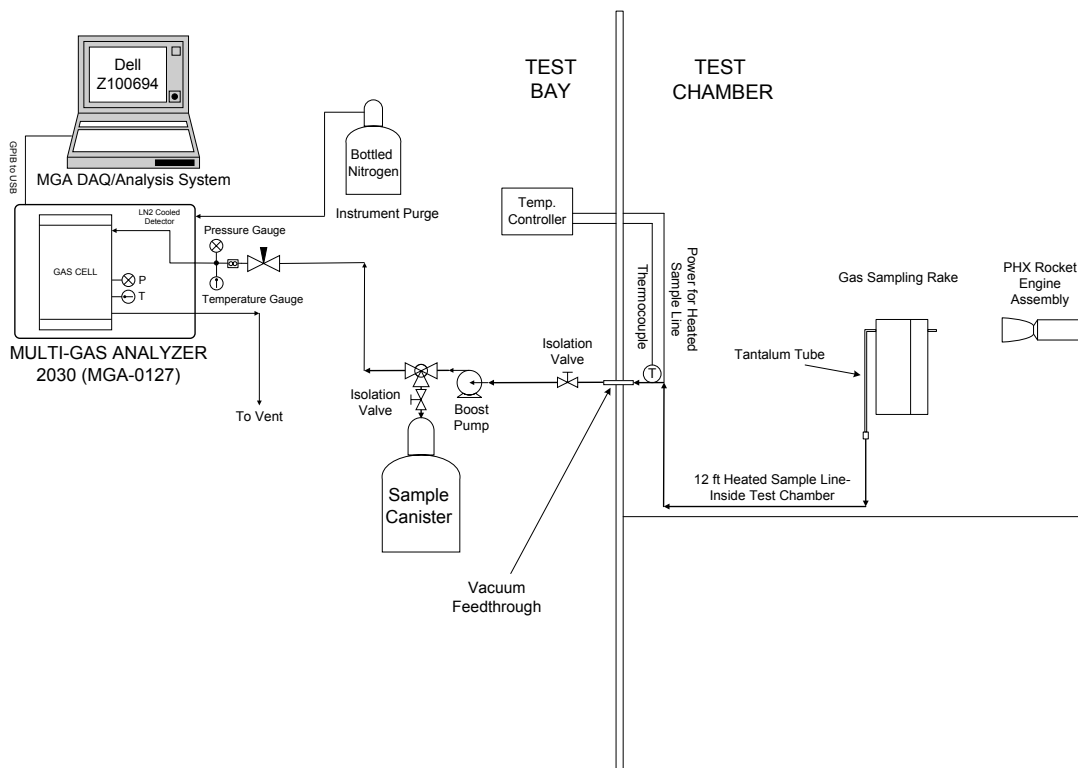 Dell
Z100694
GPIB to USB
MGA DAQ/Analysis System
Bottled
Nitrogen
Instrument Purge
LN2 Cooled
Detector
Pressure Gauge
GAS CELL
P
T
Temperature Gauge
MULTI-GAS ANALYZER
2030 (MGA-0127)
To Vent
Isolation
Valve
Sample
Canister
Boost
Pump
Isolation
Valve
Vacuum
Feedthrough
TEST
BAY
TEST
CHAMBER
Temp.
Controller
Thermocouple
Power for Heated
Sample Line
T
Gas Sampling Rake
PHX Rocket
Engine
Assembly
Tantalum Tube
12 ft Heated Sample Line-
Inside Test Chamber